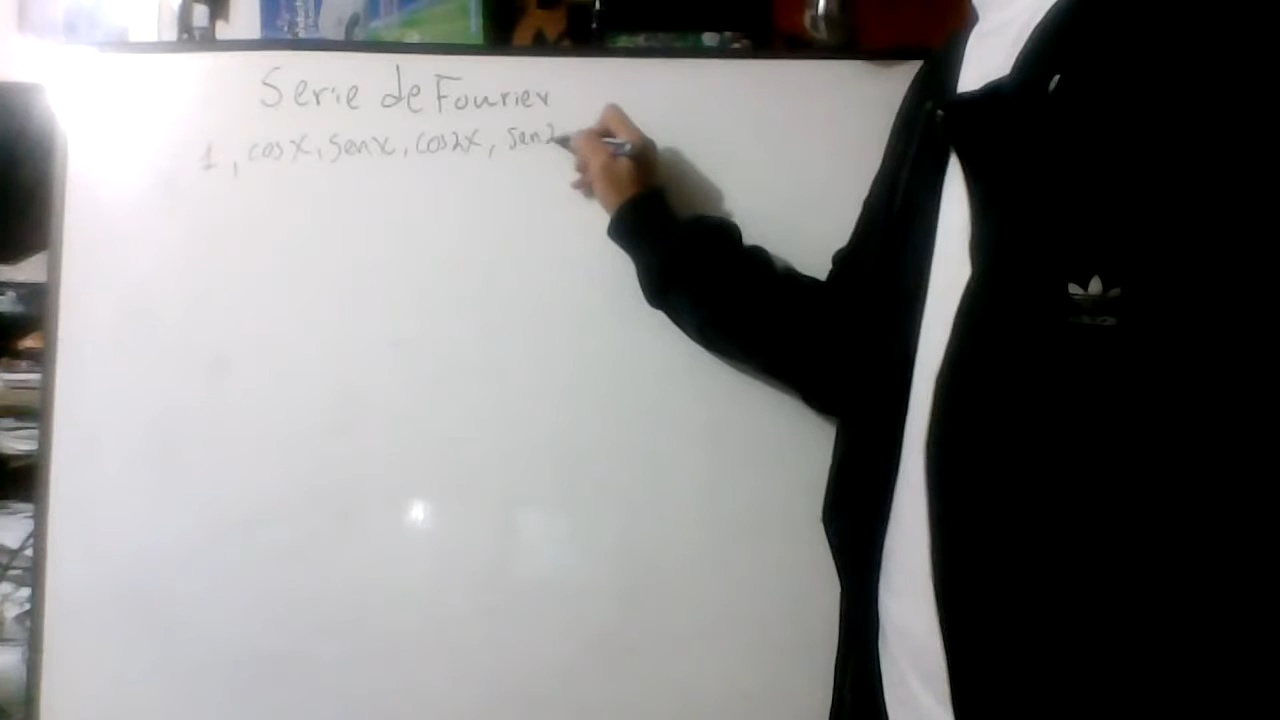 Serie de Fourier
1, cosx, senx, cos2x, sen2